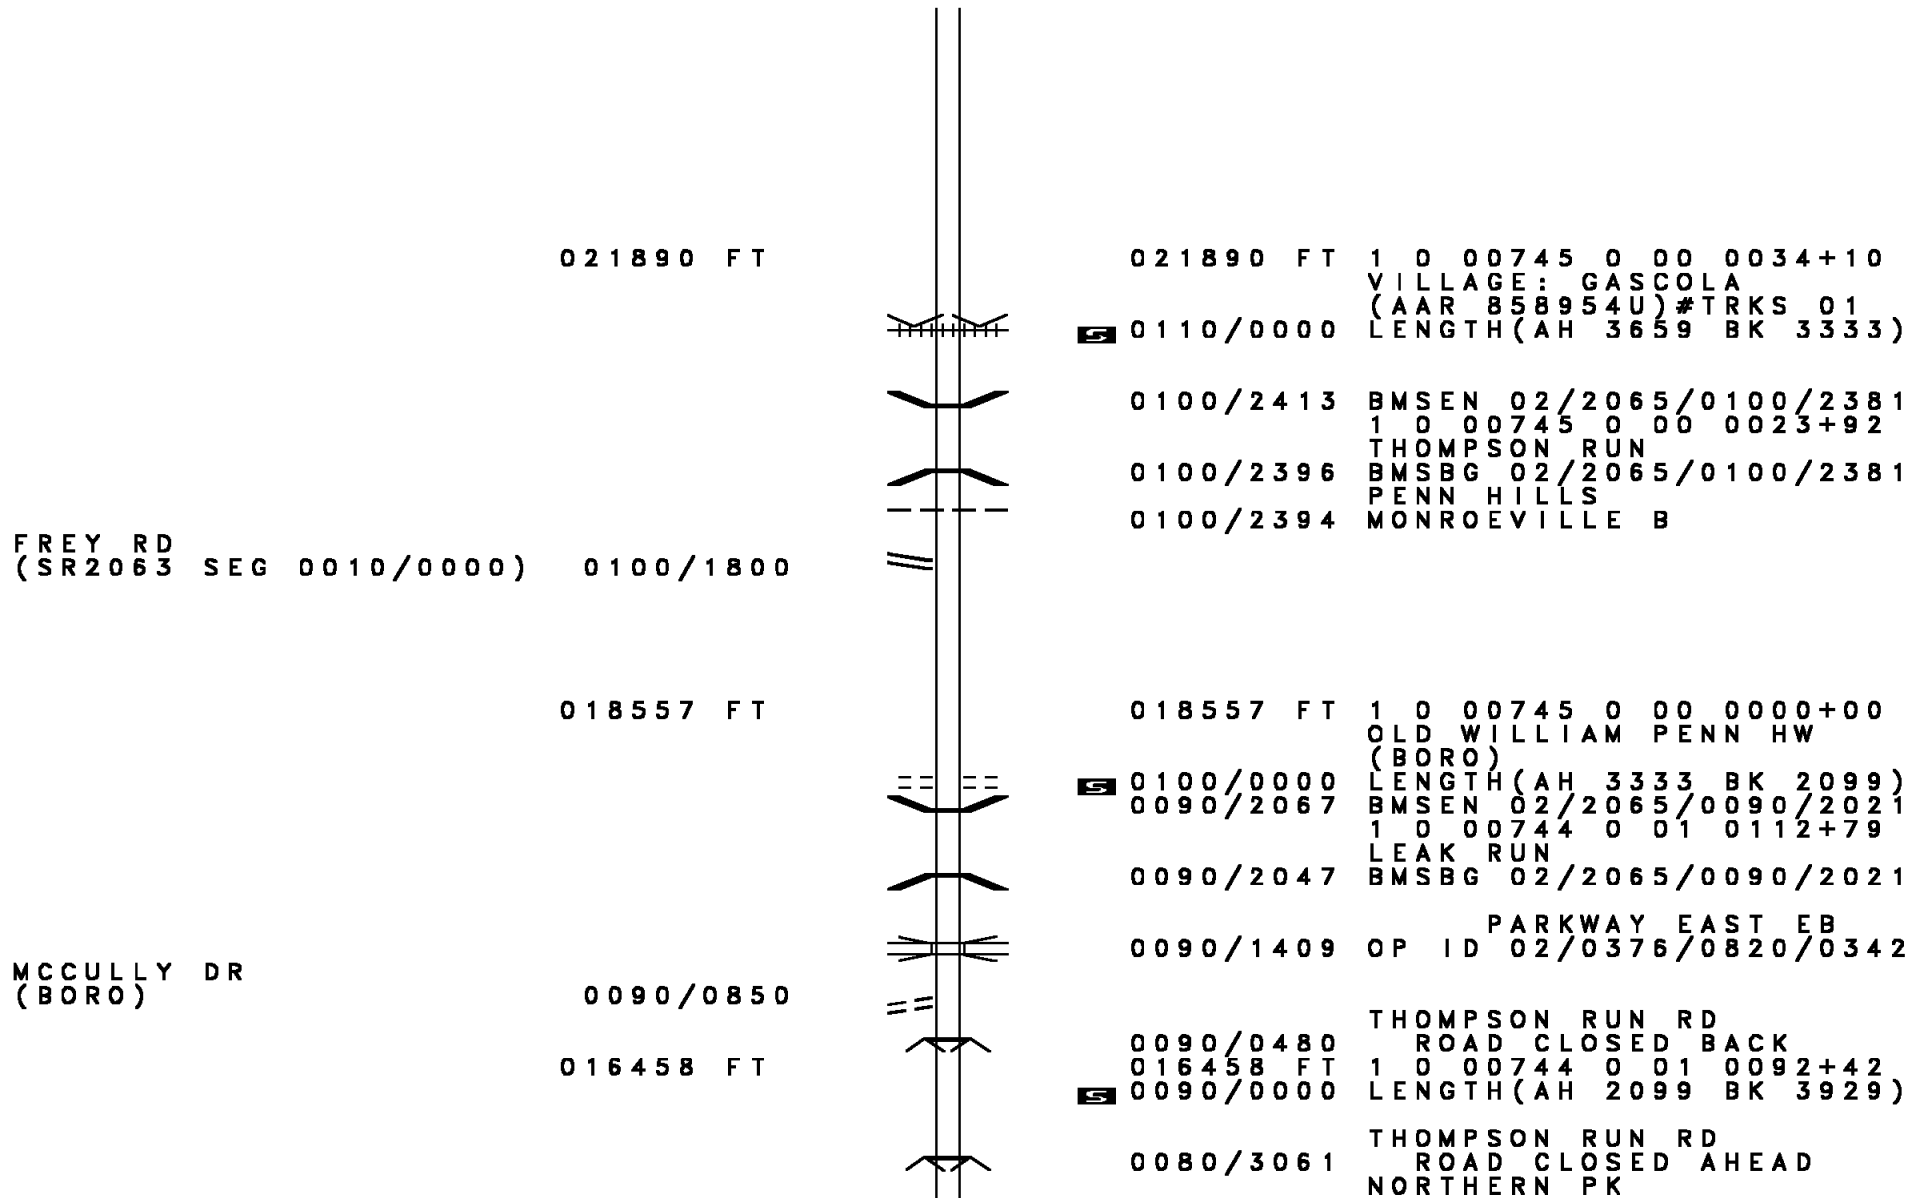 021890 FT 021890 FT 1 0 00745 0 00 0034+10
VILLAGE: GASCOLA
(AAR 858954U)#TRKS 01
S 0110/0000 LENGTH(AH 3659 BK 3333)
0100/2413 BMSEN 02/2065/0100/2381
1 0 00745 0 00 0023+92
THOMPSON RUN
0100/2396 BMSBG 02/2065/0100/2381
PENN HILLS
0100/2394 MONROEVILLE B
FREY RD
(SR2063 SEG 0010/0000) 0100/1800
018557 FT 018557 FT 1 0 00745 0 00 0000+00
OLD WILLIAM PENN HW
(BORO)
S 0100/0000 LENGTH(AH 3333 BK 2099)
0090/2067 BMSEN 02/2065/0090/2021
1 0 00744 0 01 0112+79
LEAK RUN
0090/2047 BMSBG 02/2065/0090/2021
PARKWAY EAST EB
0090/1409 OP ID 02/0376/0820/0342
MCCULLY DR
(BORO) 0090/0850
THOMPSON RUN RD
0090/0480 ROAD CLOSED BACK
016458 FT 016458 FT 1 0 00744 0 01 0092+42
S 0090/0000 LENGTH(AH 2099 BK 3929)
THOMPSON RUN RD
0080/3061 ROAD CLOSED AHEAD
NORTHERN PK